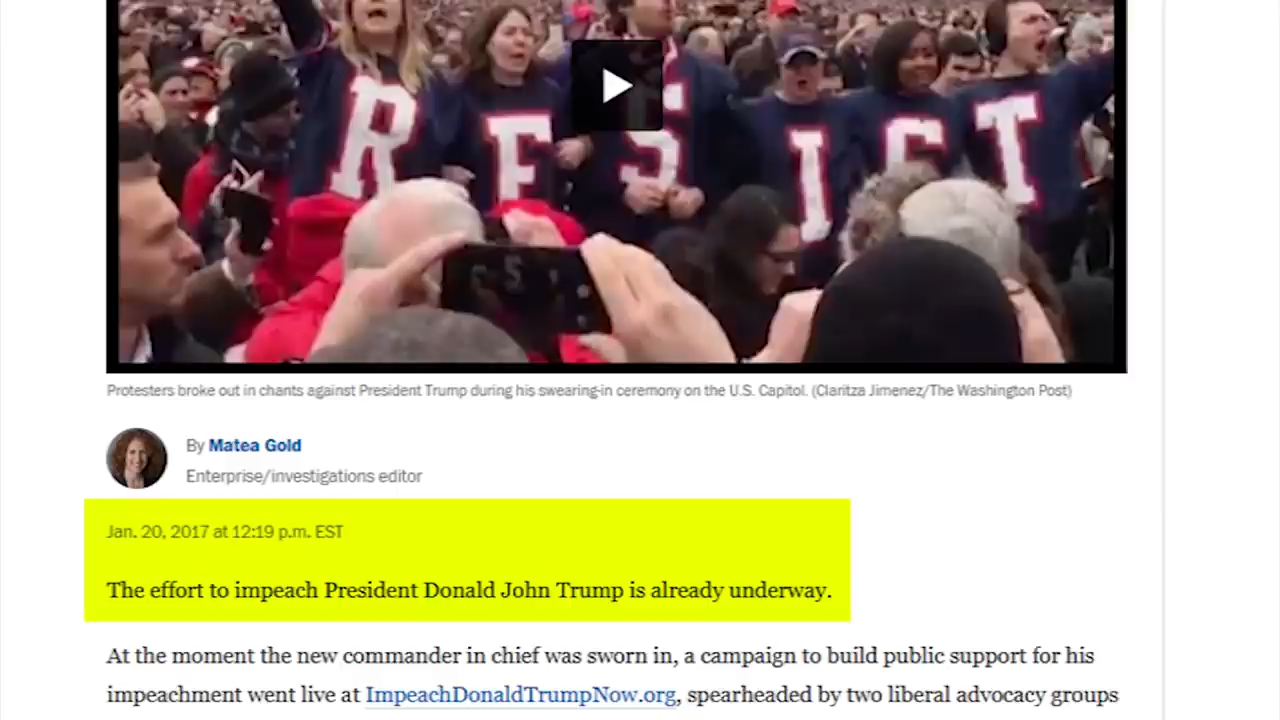 R E S I S T
Protesters broke out in chants against President Trump during his swearing-in ceremony on the U.S. Capitol. (Claritza Jimenez/The Washington Post)
By Matea Gold
Enterprise/investigations editor
Jan. 20, 2017 at 12:19 p.m. EST
The effort to impeach President Donald John Trump is already underway.
At the moment the new commander in chief was sworn in, a campaign to build public support for his
impeachment went live at ImpeachDonaldTrumpNow.org, spearheaded by two liberal advocacy groups